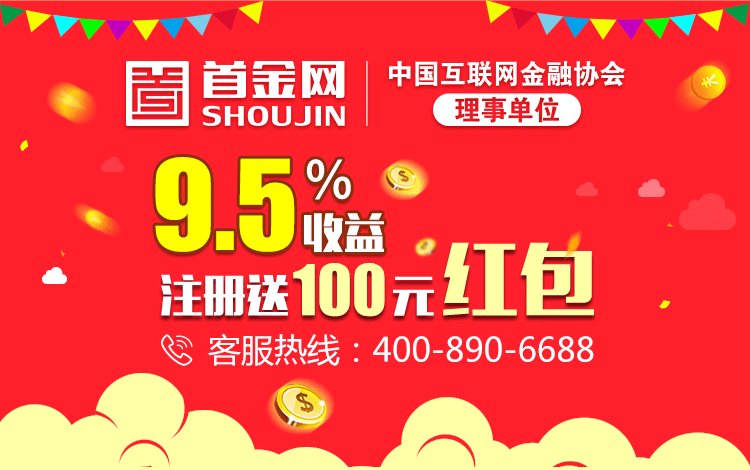 首金网
SHOUJIN
中国互联网金融协会
理事单位
9.5%
收益
注册送100元红包
客服热线：400-890-6688